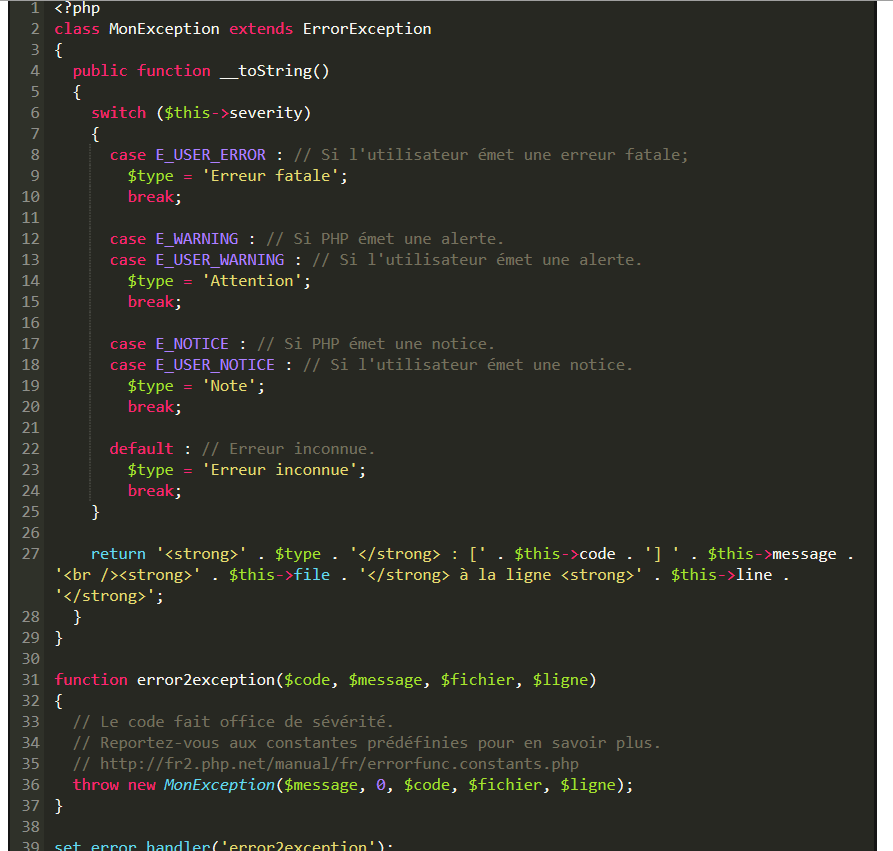 1 <?php
2 class MonException extends ErrorException
3 {
4   public function __toString()
5   {
6     switch ($this->severity)
7     {
8       case E_USER_ERROR : // Si l'utilisateur émet une erreur fatale;
9         $type = 'Erreur fatale';
10         break;
11
12       case E_WARNING : // Si PHP émet une alerte.
13       case E_USER_WARNING : // Si l'utilisateur émet une alerte.
14         $type = 'Attention';
15         break;
16
17       case E_NOTICE : // Si PHP émet une notice.
18       case E_USER_NOTICE : // Si l'utilisateur émet une notice.
19         $type = 'Note';
20         break;
21
22       default : // Erreur inconnue.
23         $type = 'Erreur inconnue';
24         break;
25     }
26
27     return '<strong>' . $type . '</strong> : [' . $this->code . '] ' . $this->message .
'<br /><strong>' . $this->file . '</strong> à la ligne <strong>' . $this->line .
'</strong>';
28   }
29 }
30
31 function error2exception($code, $message, $fichier, $ligne)
32 {
33   // Le code fait office de sévérité.
34   // Reportez-vous aux constantes prédéfinies pour en savoir plus.
35   // http://fr2.php.net/manual/fr/errorfunc.constants.php
36   throw new MonException($message, 0, $code, $fichier, $ligne);
37 }
38
39 set_error_handler('error2exception');